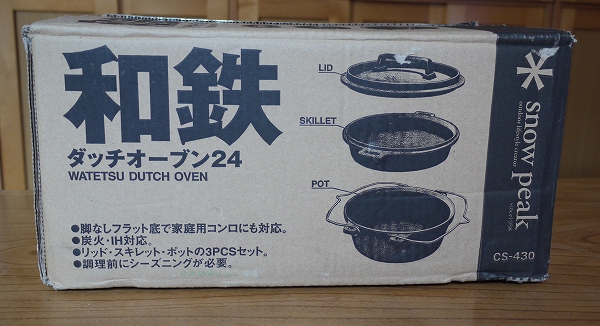 和鉄
ダッチオーブン24
WATETSU DUTCH OVEN
●脚なしフラット底で家庭用コンロにも対応。
●炭火・IH対応。
●リッド・スキレット・ポットの3PCSセット。
●調理前にシーズニングが必要。
LID
SKILLET
POT
snow peak
outdoor lifestyle creator
CS-430